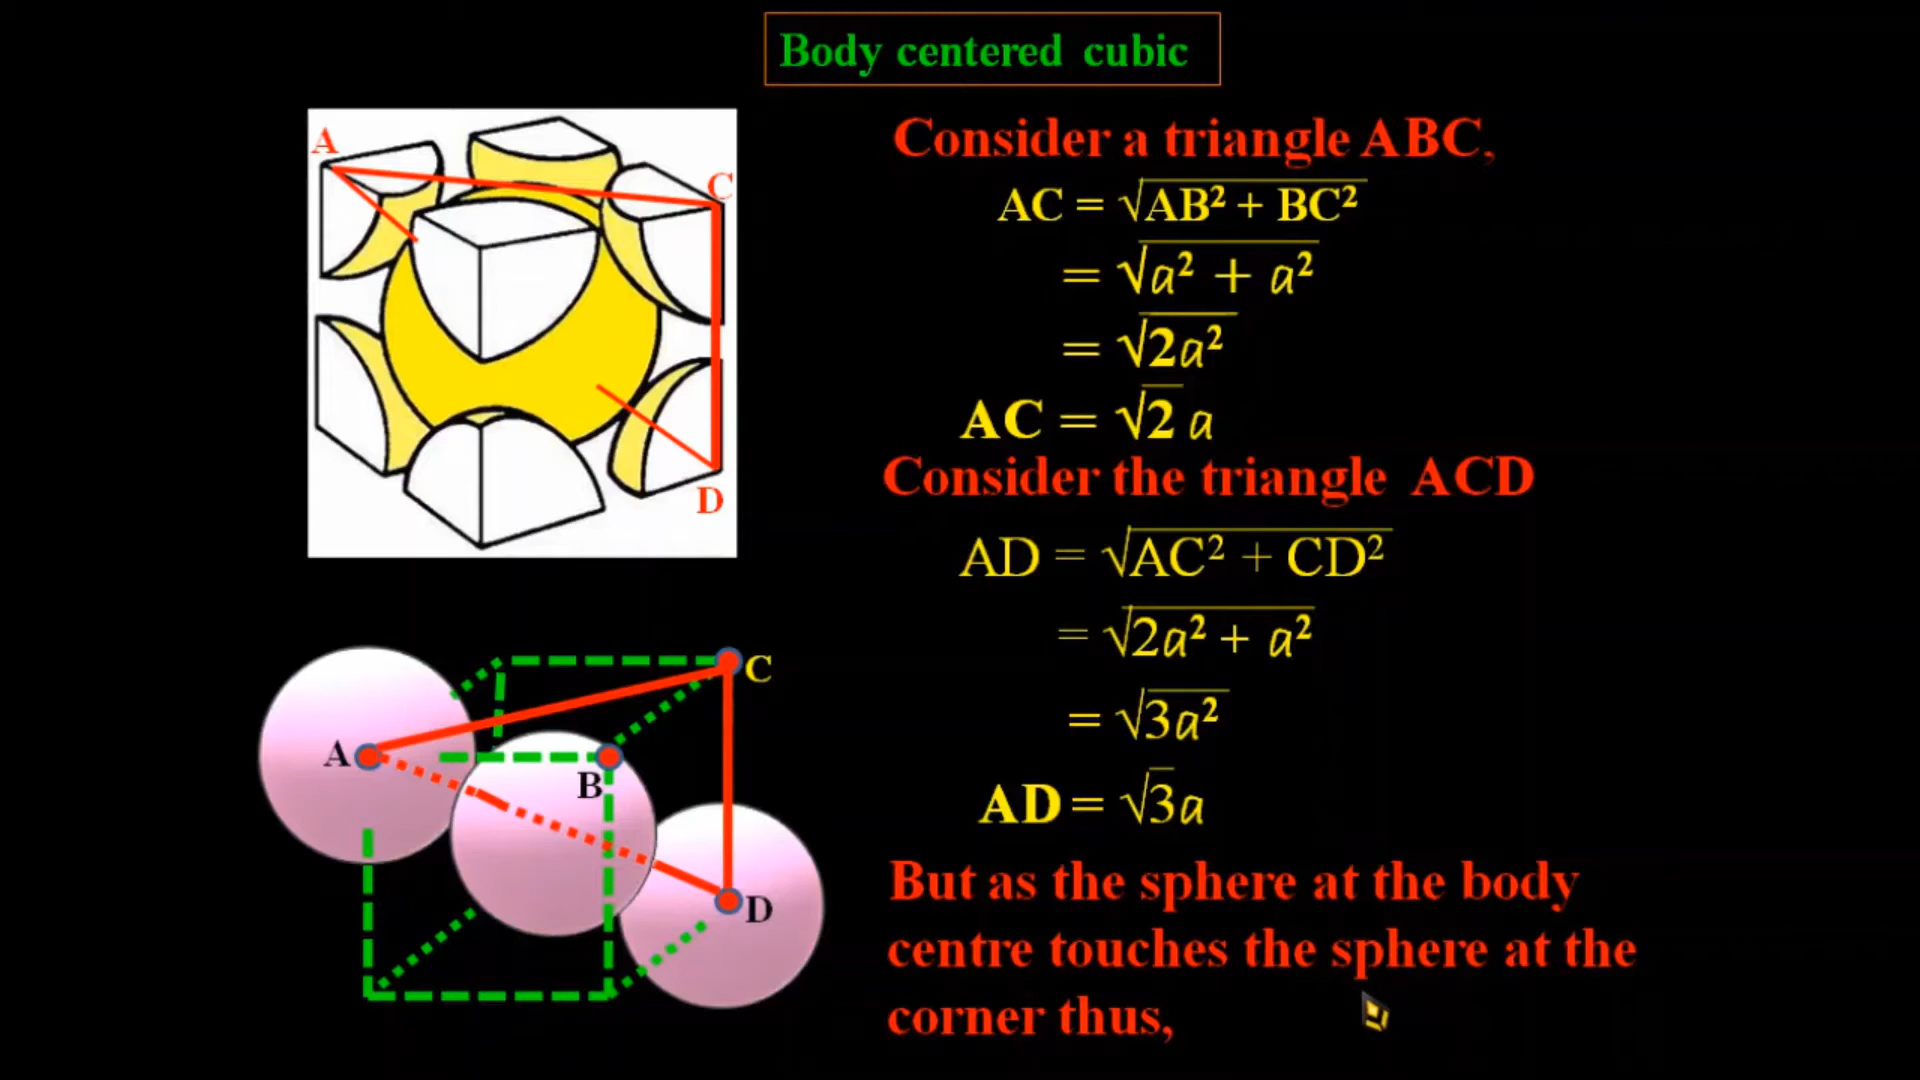 Body centered cubic
A
C
D
Consider a triangle ABC,
AC = √AB² + BC²
= √a² + a²
= √2a²
AC = √2 a
Consider the triangle ACD
AD = √AC² + CD²
= √2a² + a²
= √3a²
AD = √3a
But as the sphere at the body
centre touches the sphere at the
corner thus,
C
A
B
D